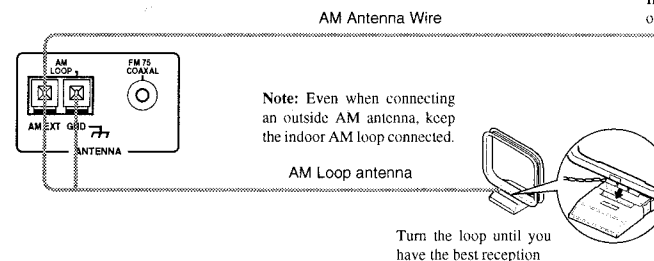 AM Antenna Wire
AM
LOOP
FM 75
COAXAL
AM EXT GND
ANTENNA
Note: Even when connecting
an outside AM antenna, keep
the indoor AM loop connected.
AM Loop antenna
Turn the loop until you
have the best reception